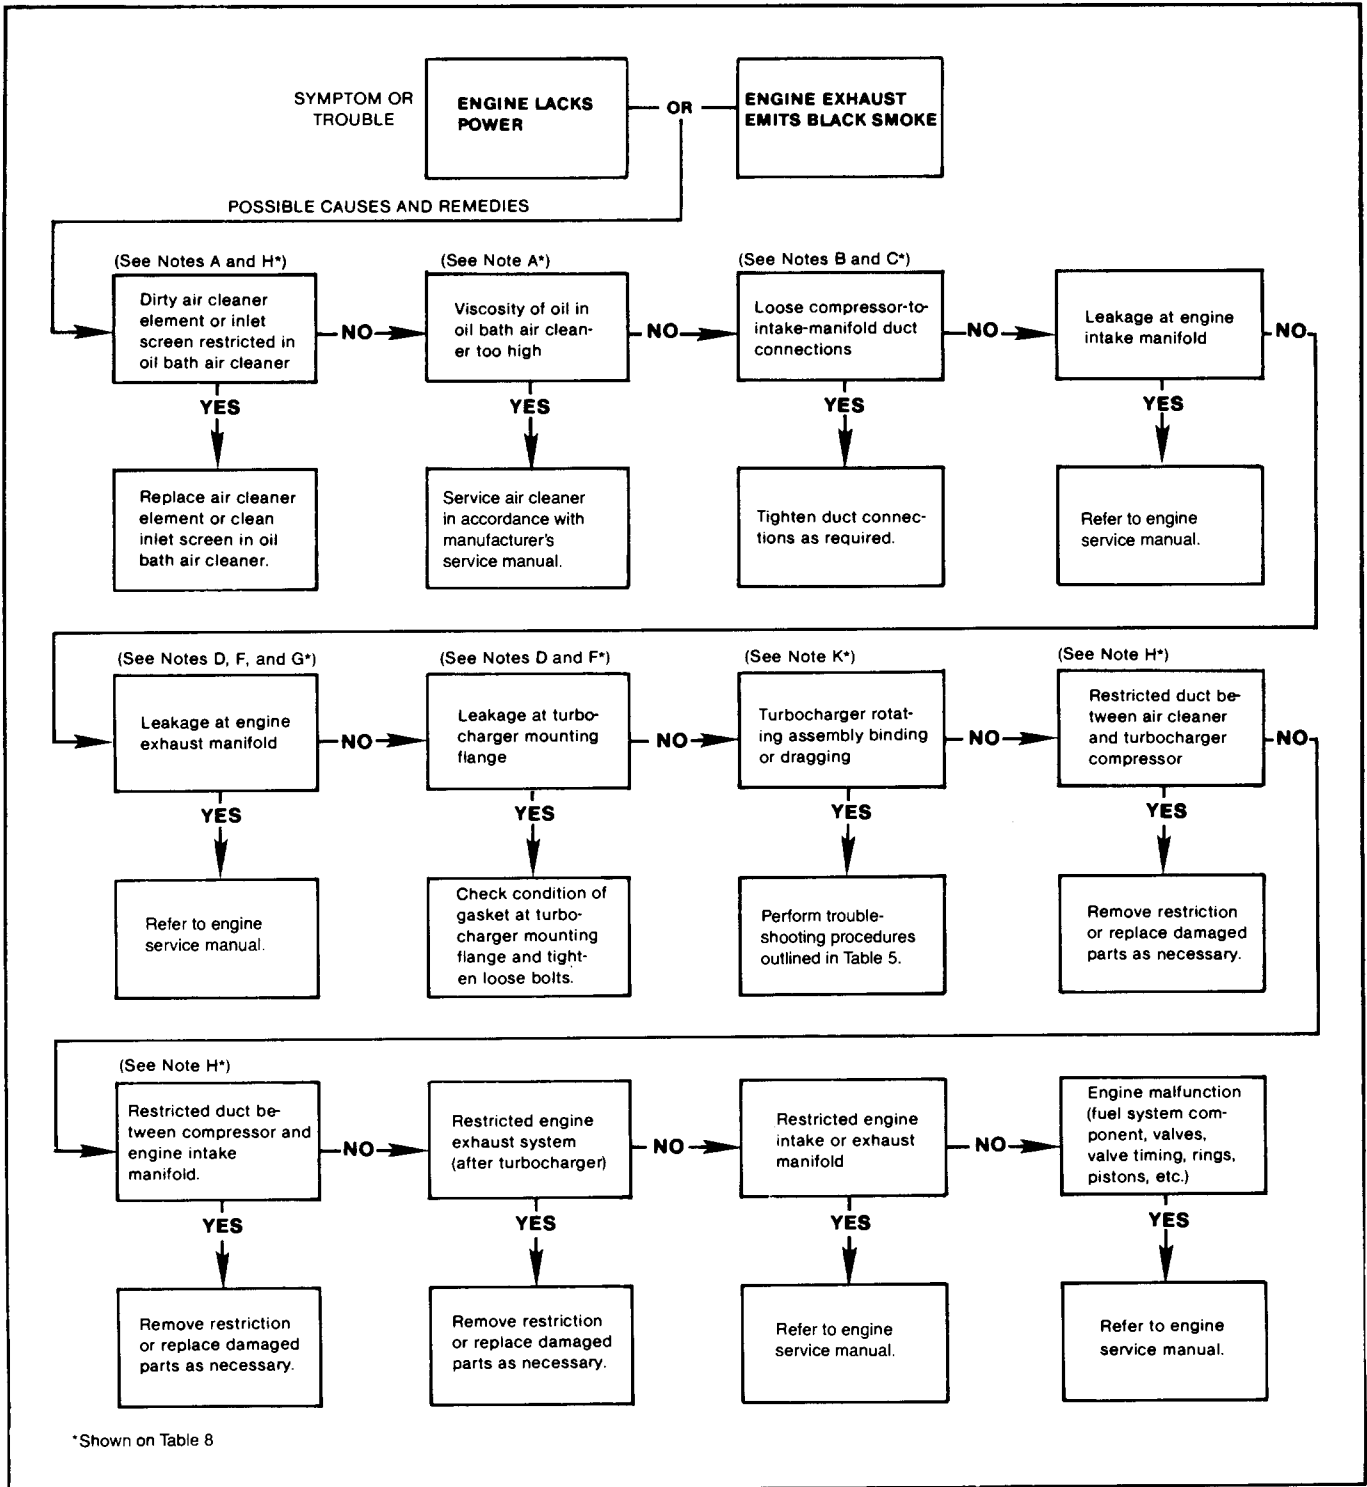 SYMPTOM OR
TROUBLE
ENGINE LACKS
POWER
OR
ENGINE EXHAUST
EMITS BLACK SMOKE
POSSIBLE CAUSES AND REMEDIES
(See Notes A and H*)
Dirty air cleaner
element or inlet
screen restricted in
oil bath air cleaner
NO
(See Note A*)
Viscosity of oil in
oil bath air clean-
er too high
NO
(See Notes B and C*)
Loose compressor-to-
intake-manifold duct
connections
NO
Leakage at engine
intake manifold
NO
YES
YES
YES
YES
Replace air cleaner
element or clean
inlet screen in oil
bath air cleaner.
Service air cleaner
in accordance with
manufacturer's
service manual.
Tighten duct connec-
tions as required.
Refer to engine
service manual.
(See Notes D, F, and G*)
Leakage at engine
exhaust manifold
NO
(See Notes D and F*)
Leakage at turbo-
charger mounting
flange
NO
(See Note K*)
Turbocharger rotat-
ing assembly binding
or dragging
NO
(See Note H*)
Restricted duct be-
tween air cleaner
and turbocharger
compressor
NO
YES
YES
YES
YES
Refer to engine
service manual.
Check condition of
gasket at turbo-
charger mounting
flange and tight-
en loose bolts.
Perform trouble-
shooting procedures
outlined in Table 5.
Remove restriction
or replace damaged
parts as necessary.
(See Note H*)
Restricted duct be-
tween compressor and
engine intake
manifold.
NO
Restricted engine
exhaust system
(after turbocharger)
NO
Restricted engine
intake or exhaust
manifold
NO
Engine malfunction
(fuel system com-
ponent, valves,
valve timing, rings,
pistons, etc.)
YES
YES
YES
YES
Remove restriction
or replace damaged
parts as necessary.
Remove restriction
or replace damaged
parts as necessary.
Refer to engine
service manual.
Refer to engine
service manual.
*Shown on Table 8